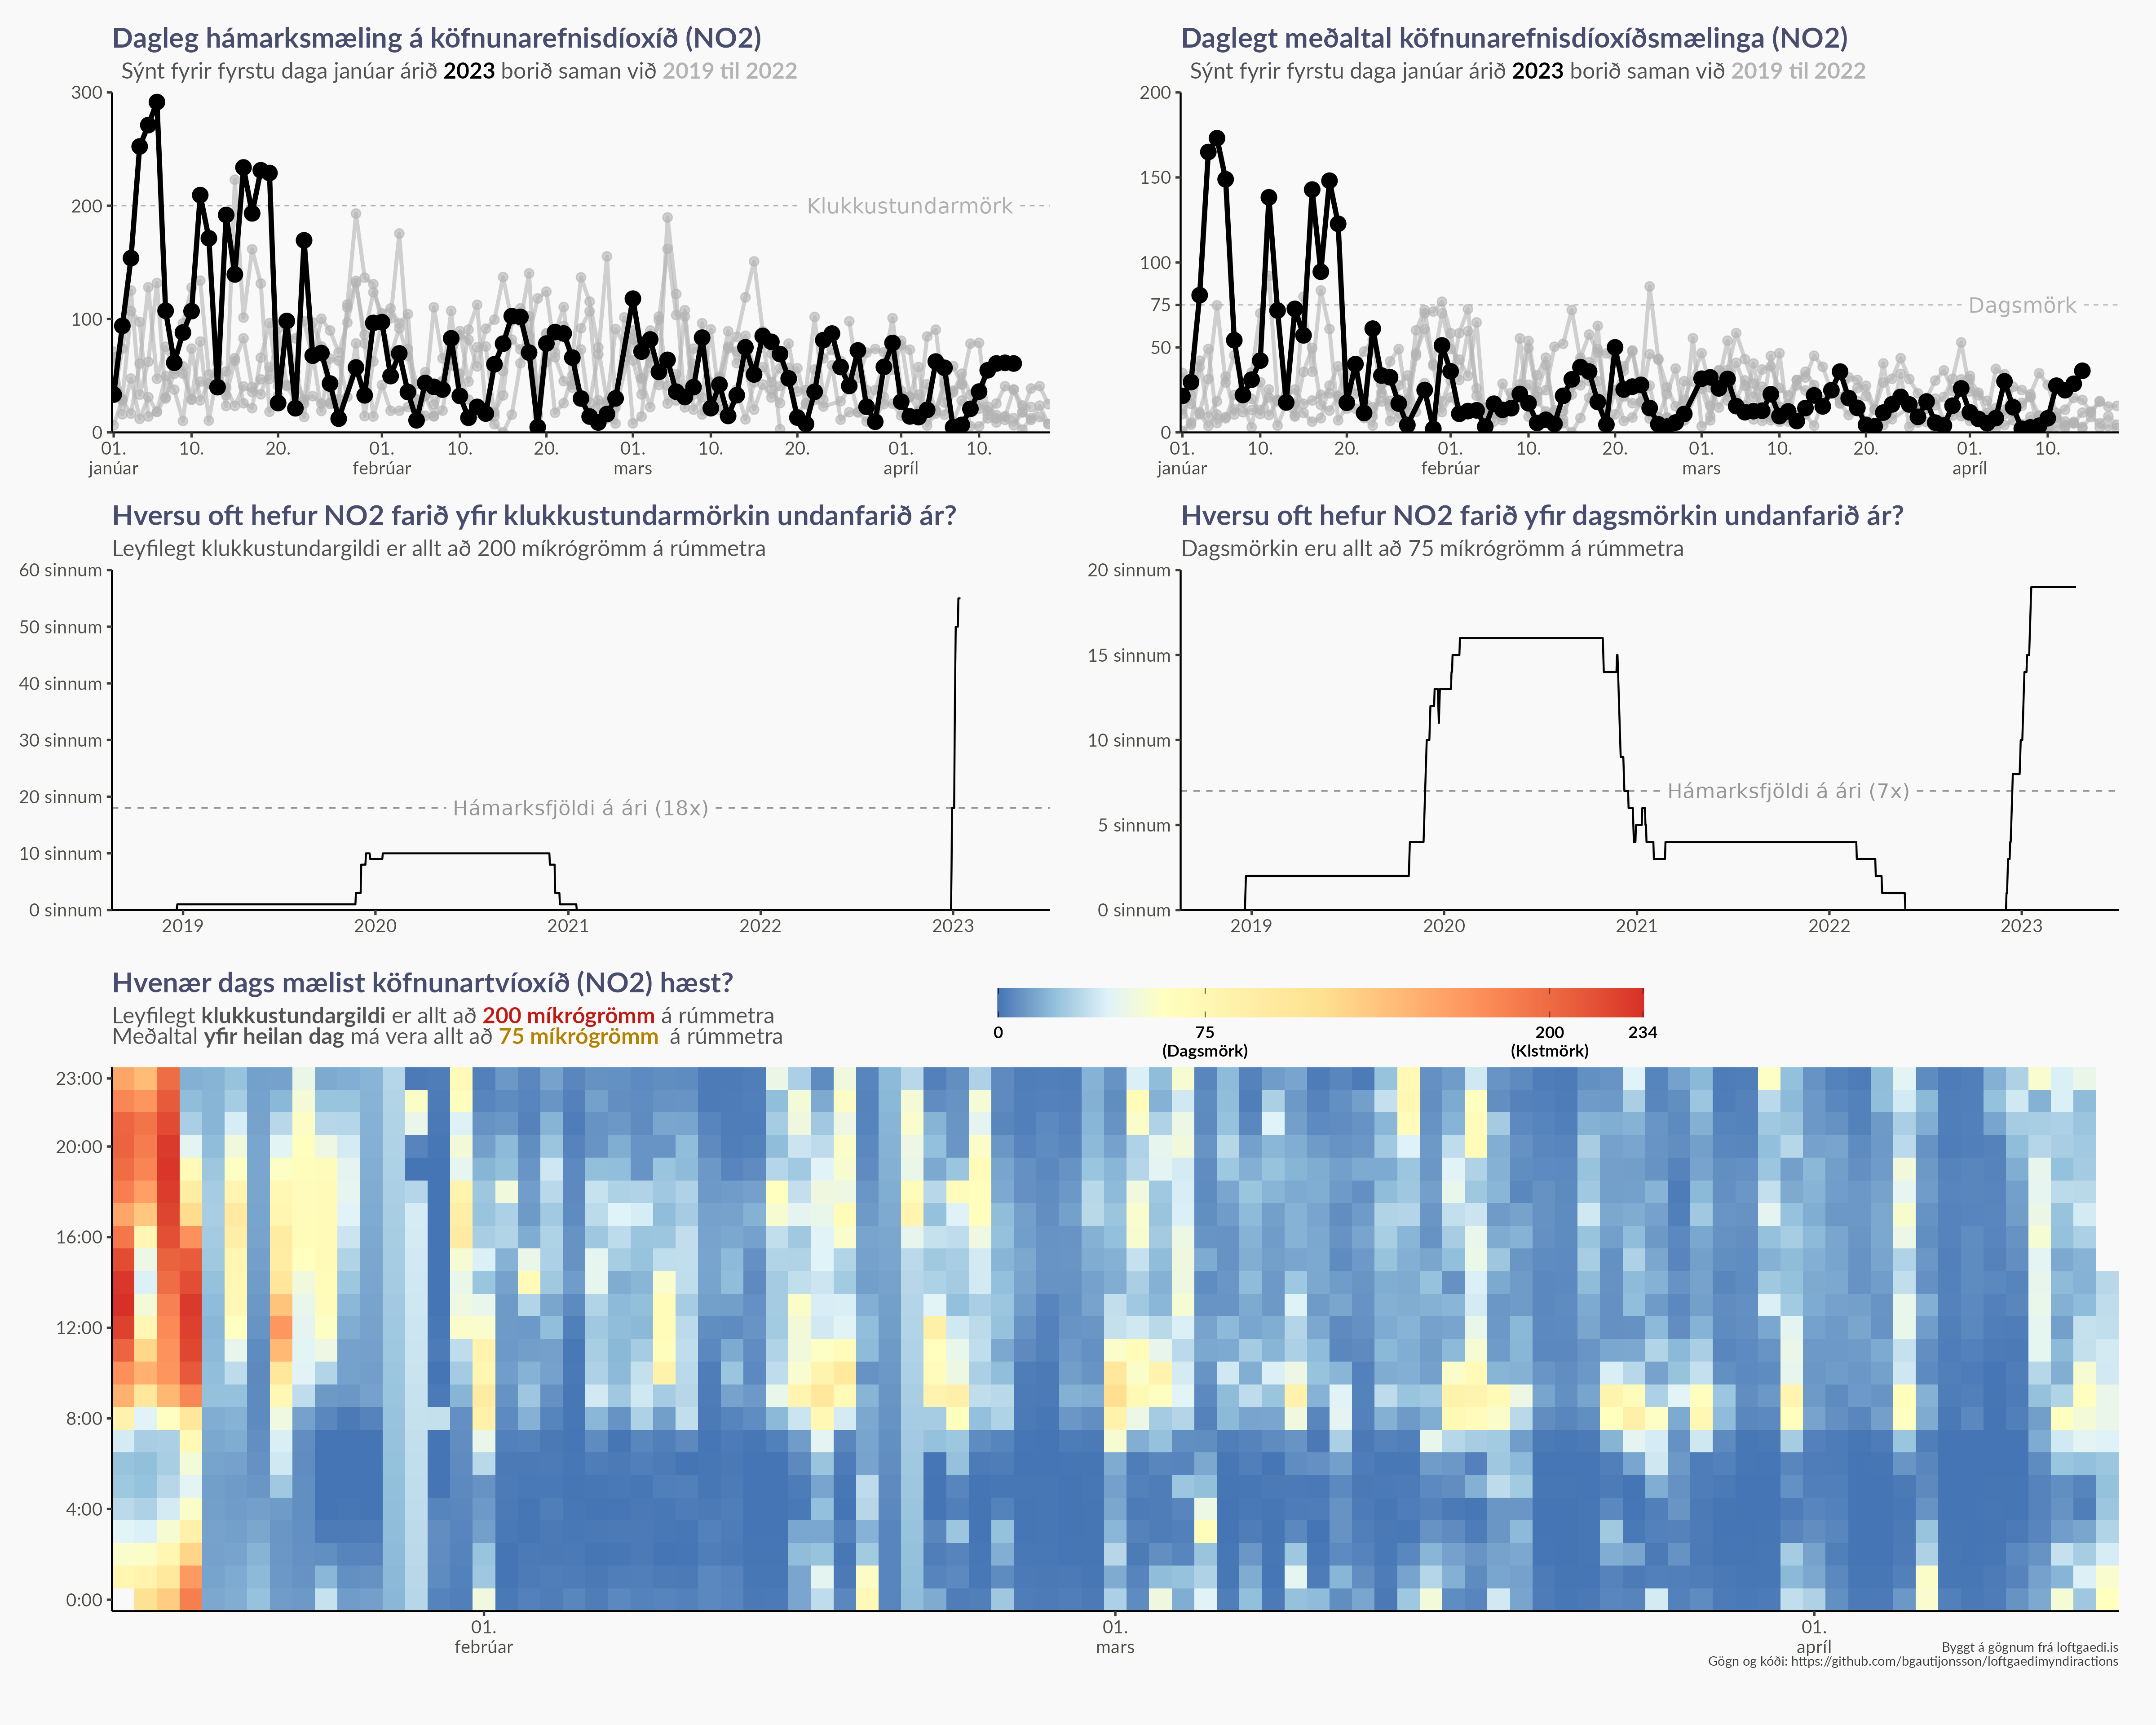 Dagleg hámarksmæling á köfnunarefnisdíoxíð (NO2)
Sýnt fyrir fyrstu daga janúar árið 2023 borið saman við 2019 til 2022
300
200
100
0
Klukkustundarmörk
01. 10. 20. 01. 10. 20. 01. 10. 20. 01. 10.
janúar febrúar mars apríl
Daglegt meðaltal köfnunarefnisdíoxíðsmælinga (NO2)
Sýnt fyrir fyrstu daga janúar árið 2023 borið saman við 2019 til 2022
200
150
100
75
50
0
Dagsmörk
01. 10. 20. 01. 10. 20. 01. 10. 20. 01. 10.
janúar febrúar mars apríl
Hversu oft hefur NO2 farið yfir klukkustundarmörkin undanfarið ár?
Leyfilegt klukkustundargildi er allt að 200 míkrógrömm á rúmmetra
60 sinnum
50 sinnum
40 sinnum
30 sinnum
20 sinnum
10 sinnum
0 sinnum
Hámarksfjöldi á ári (18x)
2019 2020 2021 2022 2023
Hversu oft hefur NO2 farið yfir dagsmörkin undanfarið ár?
Dagsmörkin eru allt að 75 míkrógrömm á rúmmetra
20 sinnum
15 sinnum
10 sinnum
5 sinnum
0 sinnum
Hámarksfjöldi á ári (7x)
2019 2020 2021 2022 2023
Hvenær dags mælist köfnunartvíoxíð (NO2) hæst?
Leyfilegt klukkustundargildi er allt að 200 míkrógrömm á rúmmetra
Meðaltal yfir heilan dag má vera allt að 75 míkrógrömm á rúmmetra
0 75 200 234
(Dagsmörk) (Klstmörk)
23:00
20:00
16:00
12:00
8:00
4:00
0:00
01. 01. 01.
febrúar mars apríl
Byggt á gögnum frá loftgaedi.is
Gögn og kóði: https://github.com/bgautijonsson/loftgaedimyndiractions